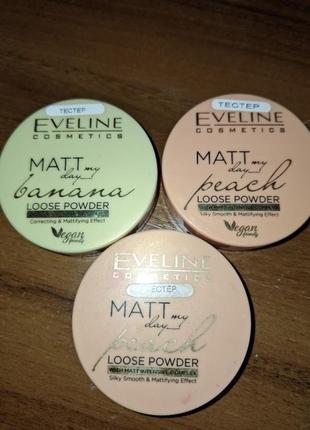 ТЕСТЕР
EVELINE
COSMETICS
MATT my
day
banana
LOOSE POWDER
Correcting & Mattifying Effect
Vegan
friendly
ТЕСТЕР
EVELINE
COSMETICS
MATT my
day
peach
LOOSE POWDER
Silky Smooth & Mattifying Effect
Vegan
friendly
EVELINE
COSMETICS
ТЕСТЕР
MATT my
day
peach
LOOSE POWDER
WITH MATT INTENSIVE COMPLEX
Silky Smooth & Mattifying Effect